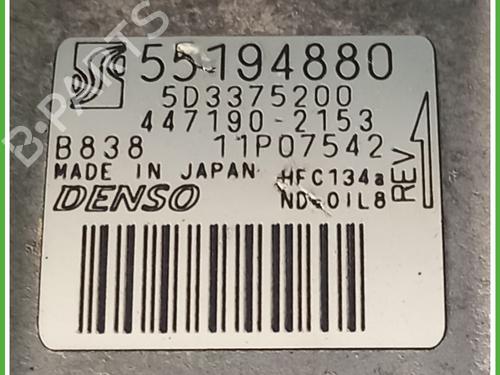 55194880
5D3375200
447190-2153
B838 11P07542
MADE IN JAPAN HFC134a
DENSO ND-OIL8
REV
B-PARTS